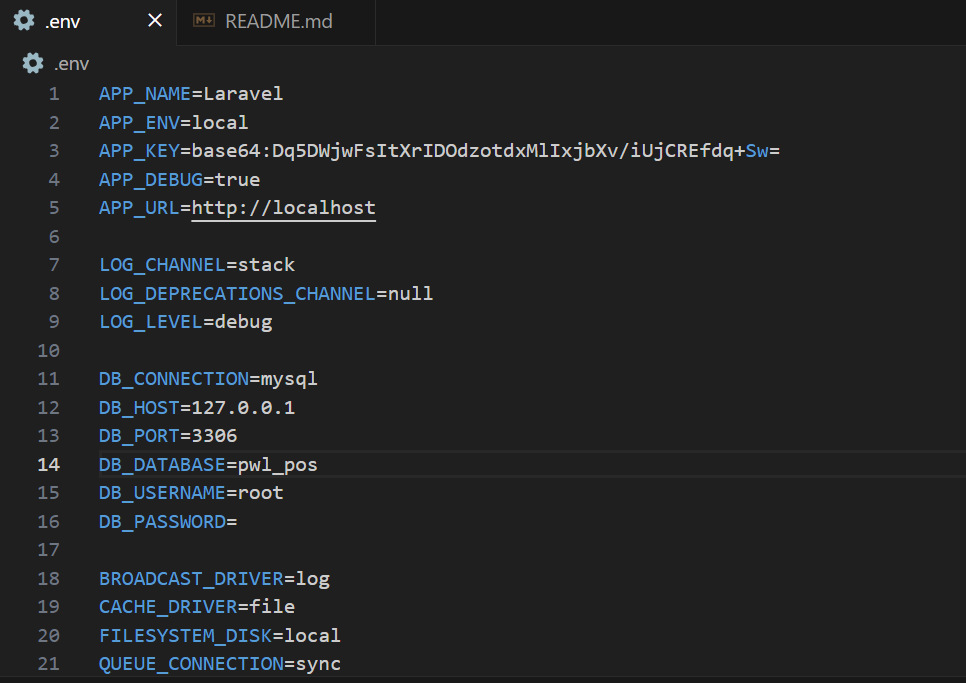 .env
README.md
.env
1 APP_NAME=Laravel
2 APP_ENV=local
3 APP_KEY=base64:Dq5DWjwFsItXrIDOdzotdxMlIxjbXv/iUjCREfdq+Sw=
4 APP_DEBUG=true
5 APP_URL=http://localhost
6
7 LOG_CHANNEL=stack
8 LOG_DEPRECATIONS_CHANNEL=null
9 LOG_LEVEL=debug
10
11 DB_CONNECTION=mysql
12 DB_HOST=127.0.0.1
13 DB_PORT=3306
14 DB_DATABASE=pwl_pos
15 DB_USERNAME=root
16 DB_PASSWORD=
17
18 BROADCAST_DRIVER=log
19 CACHE_DRIVER=file
20 FILESYSTEM_DISK=local
21 QUEUE_CONNECTION=sync